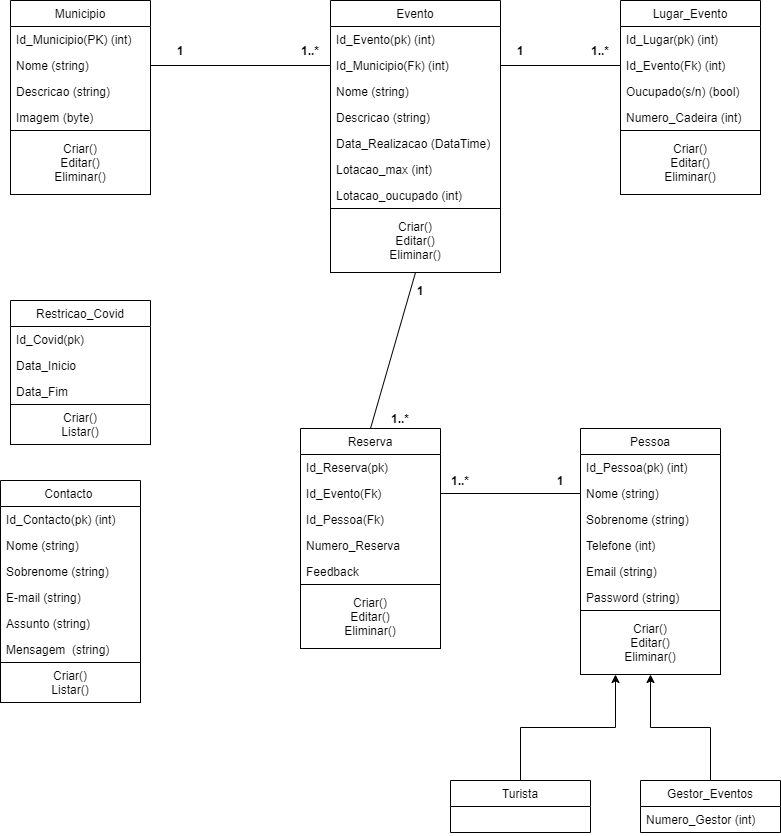 Municipio
Id_Municipio(PK) (int)
Nome (string)
Descricao (string)
Imagem (byte)
Criar()
Editar()
Eliminar()
1
1..*
Evento
Id_Evento(pk) (int)
Id_Municipio(Fk) (int)
Nome (string)
Descricao (string)
Data_Realizacao (DataTime)
Lotacao_max (int)
Lotacao_oucupado (int)
Criar()
Editar()
Eliminar()
1
1..*
Lugar_Evento
Id_Lugar(pk) (int)
Id_Evento(Fk) (int)
Oucupado(s/n) (bool)
Numero_Cadeira (int)
Criar()
Editar()
Eliminar()
1
1..*
Restricao_Covid
Id_Covid(pk)
Data_Inicio
Data_Fim
Criar()
Listar()
Contacto
Id_Contacto(pk) (int)
Nome (string)
Sobrenome (string)
E-mail (string)
Assunto (string)
Mensagem  (string)
Criar()
Listar()
Reserva
Id_Reserva(pk)
Id_Evento(Fk)
Id_Pessoa(Fk)
Numero_Reserva
Feedback
Criar()
Editar()
Eliminar()
1..*
1
Pessoa
Id_Pessoa(pk) (int)
Nome (string)
Sobrenome (string)
Telefone (int)
Email (string)
Password (string)
Criar()
Editar()
Eliminar()
Turista
Gestor_Eventos
Numero_Gestor (int)